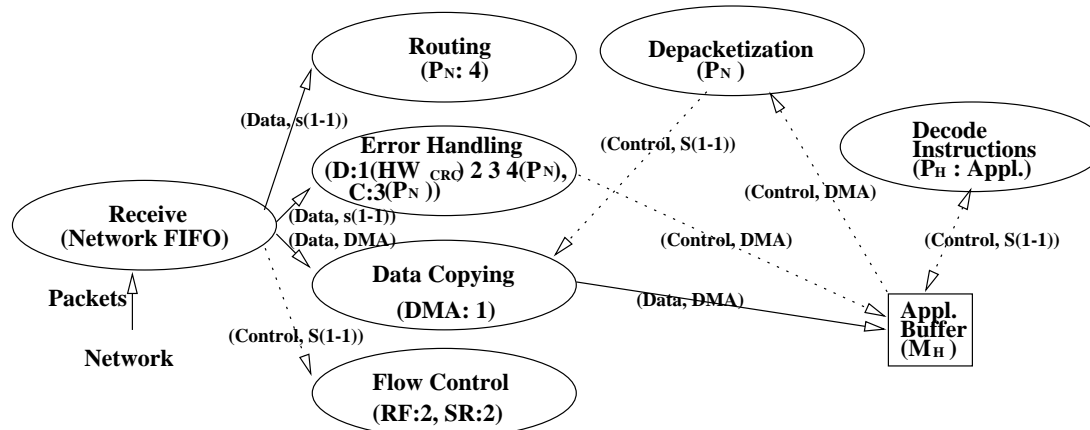 Routing
(PN: 4)
Depacketization
(PN )
(Data, s(1-1))
Error Handling
(D:1(HW CRC) 2 3 4(PN),
C:3(PN ))
(Control, S(1-1))
Decode
Instructions
(PH : Appl.)
(Control, DMA)
Receive
(Network FIFO)
(Data, s(1-1))
(Data, DMA)
(Control, DMA)
(Control, S(1-1))
Data Copying
(DMA: 1)
(Data, DMA)
Packets
Appl.
Buffer
(MH )
Network
(Control, S(1-1))
Flow Control
(RF:2, SR:2)